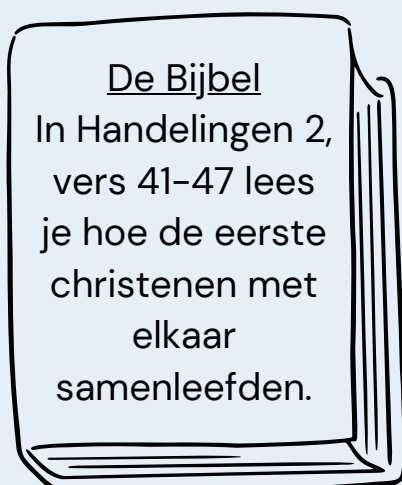 De Bijbel
In Handelingen 2,
vers 41-47 lees
je hoe de eerste
christenen met
elkaar
samenleefden.